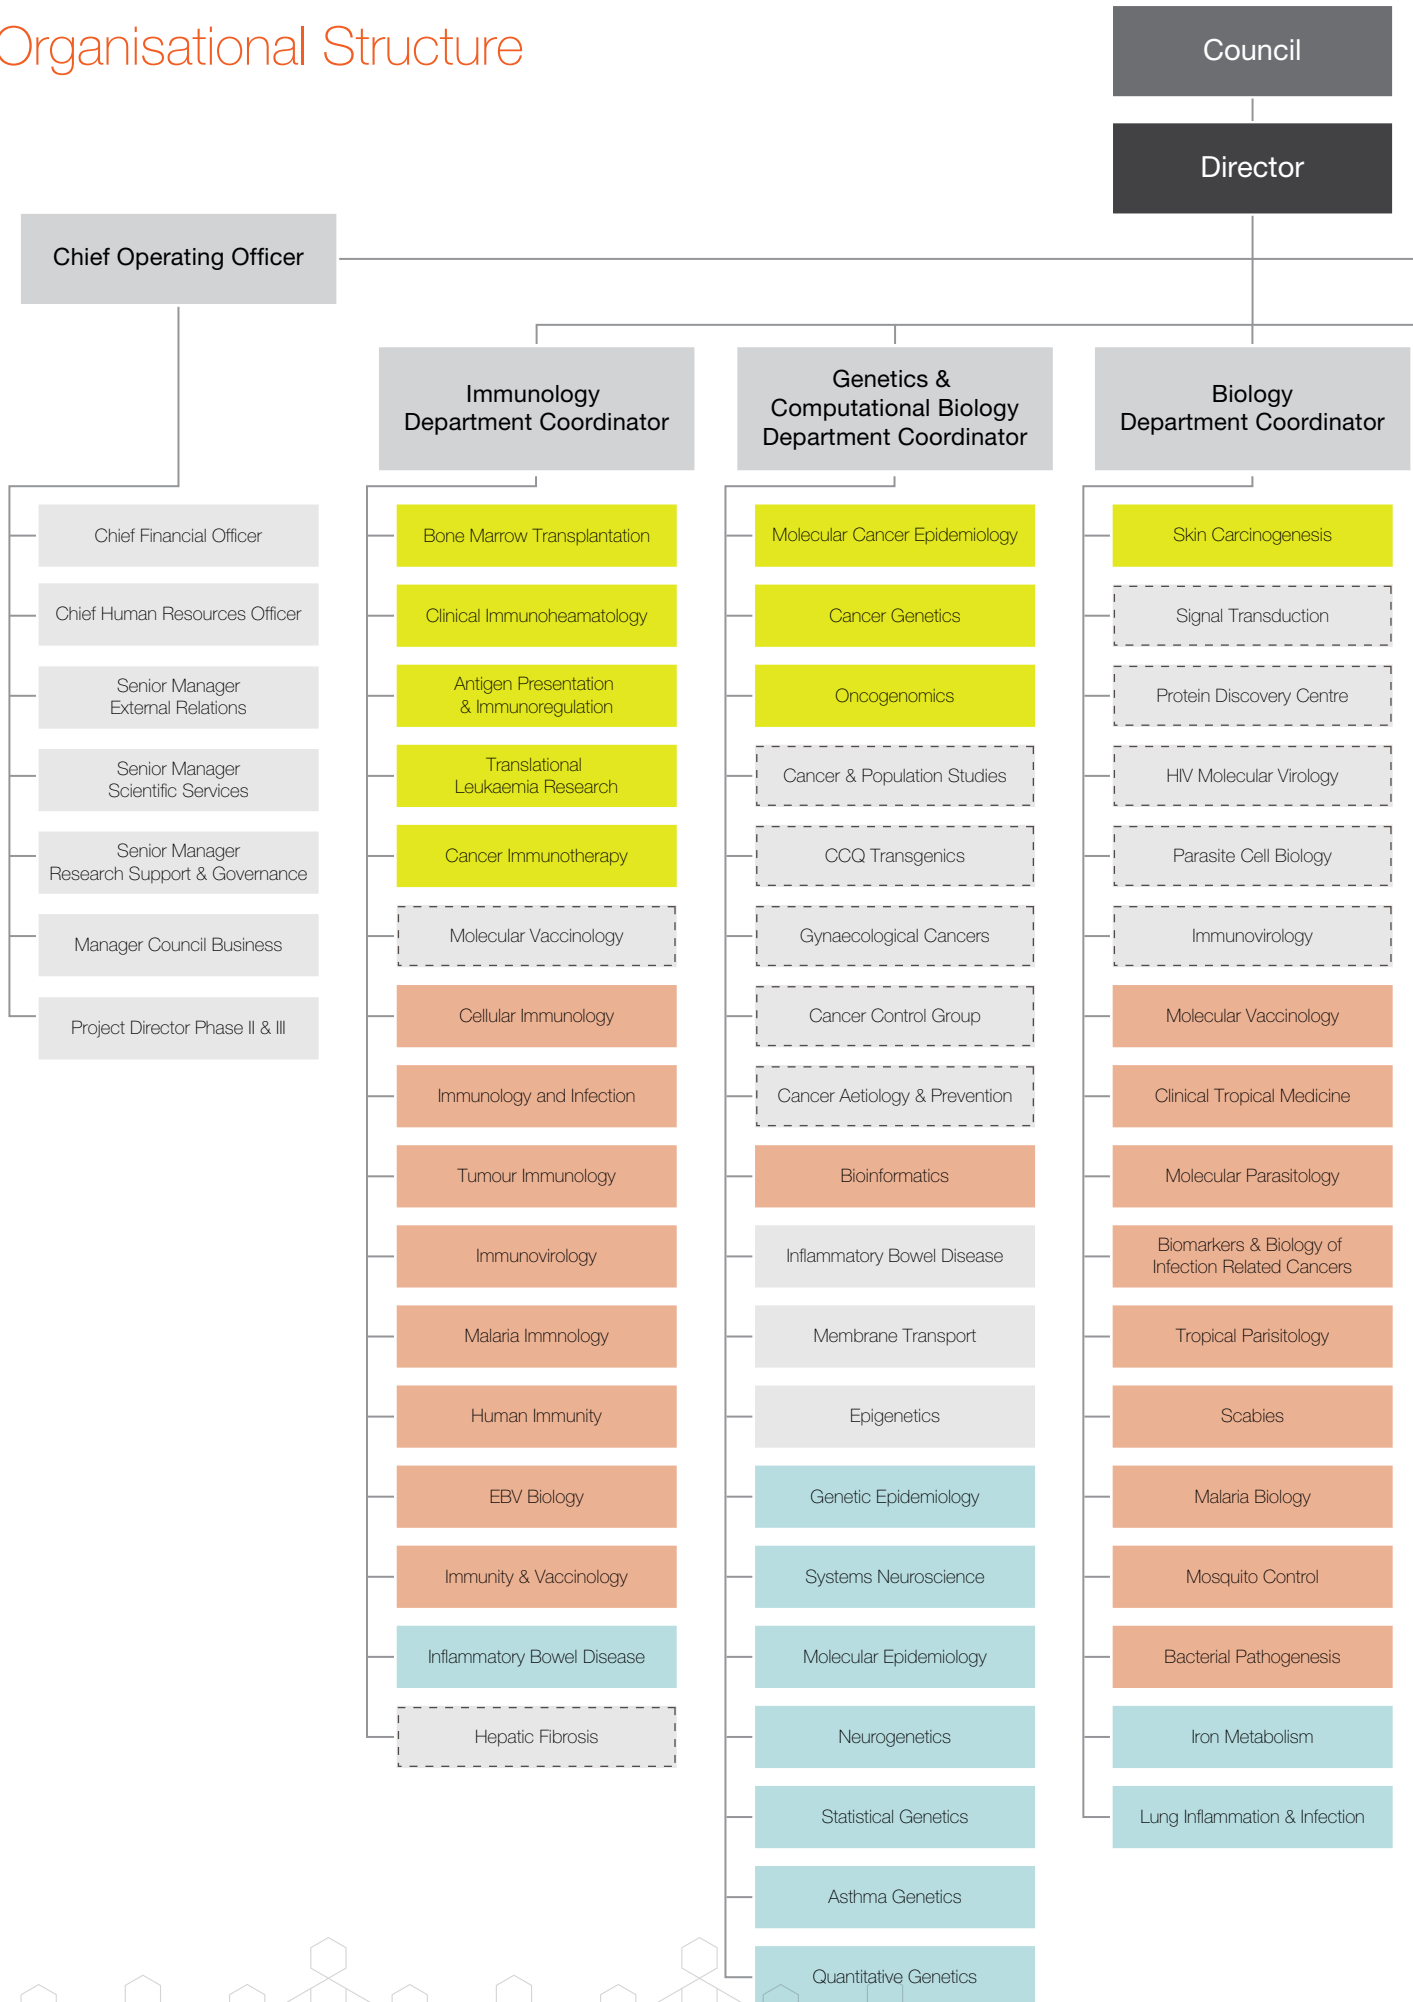 Organisational Structure
Council
Director
Chief Operating Officer
Immunology
Department Coordinator
Genetics &
Computational Biology
Department Coordinator
Biology
Department Coordinator
Chief Financial Officer
Chief Human Resources Officer
Senior Manager
External Relations
Senior Manager
Scientific Services
Senior Manager
Research Support & Governance
Manager Council Business
Project Director Phase II & III
Bone Marrow Transplantation
Clinical Immunoheamatology
Antigen Presentation
& Immunoregulation
Translational
Leukaemia Research
Cancer Immunotherapy
Molecular Vaccinology
Cellular Immunology
Immunology and Infection
Tumour Immunology
Immunovirology
Malaria Immnology
Human Immunity
EBV Biology
Immunity & Vaccinology
Inflammatory Bowel Disease
Hepatic Fibrosis
Molecular Cancer Epidemiology
Cancer Genetics
Oncogenomics
Cancer & Population Studies
CCQ Transgenics
Gynaecological Cancers
Cancer Control Group
Cancer Aetiology & Prevention
Bioinformatics
Inflammatory Bowel Disease
Membrane Transport
Epigenetics
Genetic Epidemiology
Systems Neuroscience
Molecular Epidemiology
Neurogenetics
Statistical Genetics
Asthma Genetics
Quantitative Genetics
Skin Carcinogenesis
Signal Transduction
Protein Discovery Centre
HIV Molecular Virology
Parasite Cell Biology
Immunovirology
Molecular Vaccinology
Clinical Tropical Medicine
Molecular Parasitology
Biomarkers & Biology of
Infection Related Cancers
Tropical Parisitology
Scabies
Malaria Biology
Mosquito Control
Bacterial Pathogenesis
Iron Metabolism
Lung Inflammation & Infection